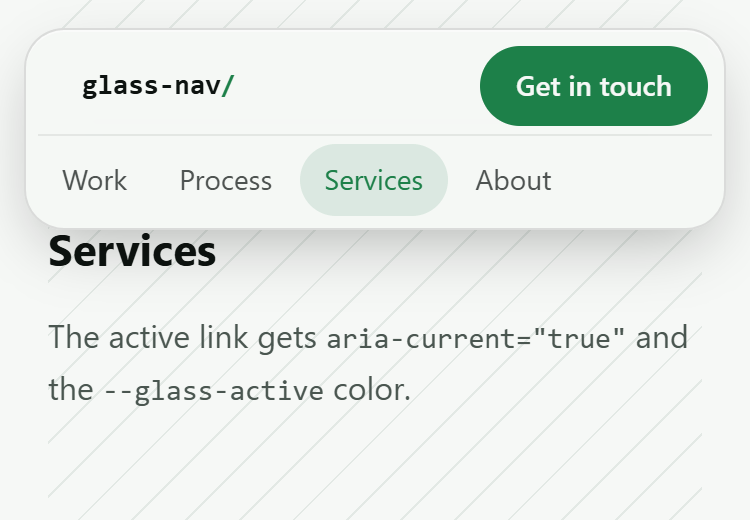 glass-nav/
Get in touch
Work Process Services About
Services
The active link gets aria-current="true" and
the --glass-active color.